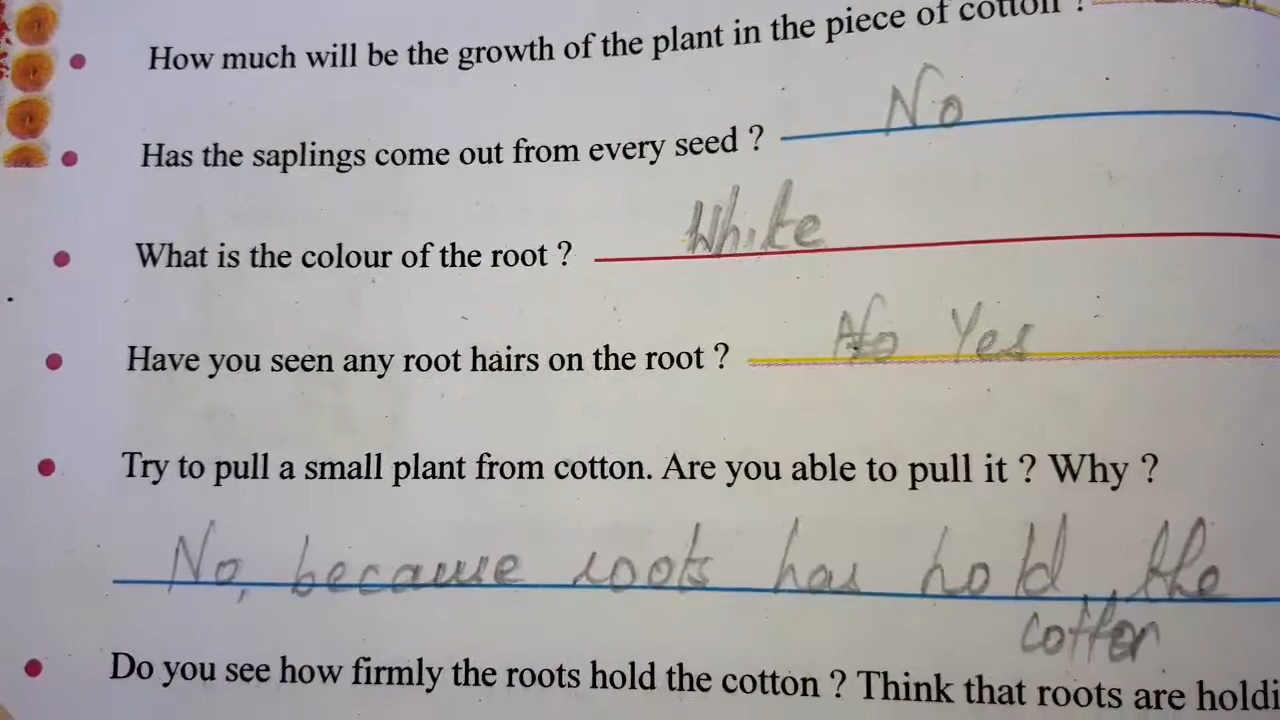 How much will be the growth of the plant in the piece of cotton ?
Has the saplings come out from every seed ? No
What is the colour of the root ? White
Have you seen any root hairs on the root ? No Yes
Try to pull a small plant from cotton. Are you able to pull it ? Why ?
No, because roots has hold the
cotton
Do you see how firmly the roots hold the cotton ? Think that roots are holdi